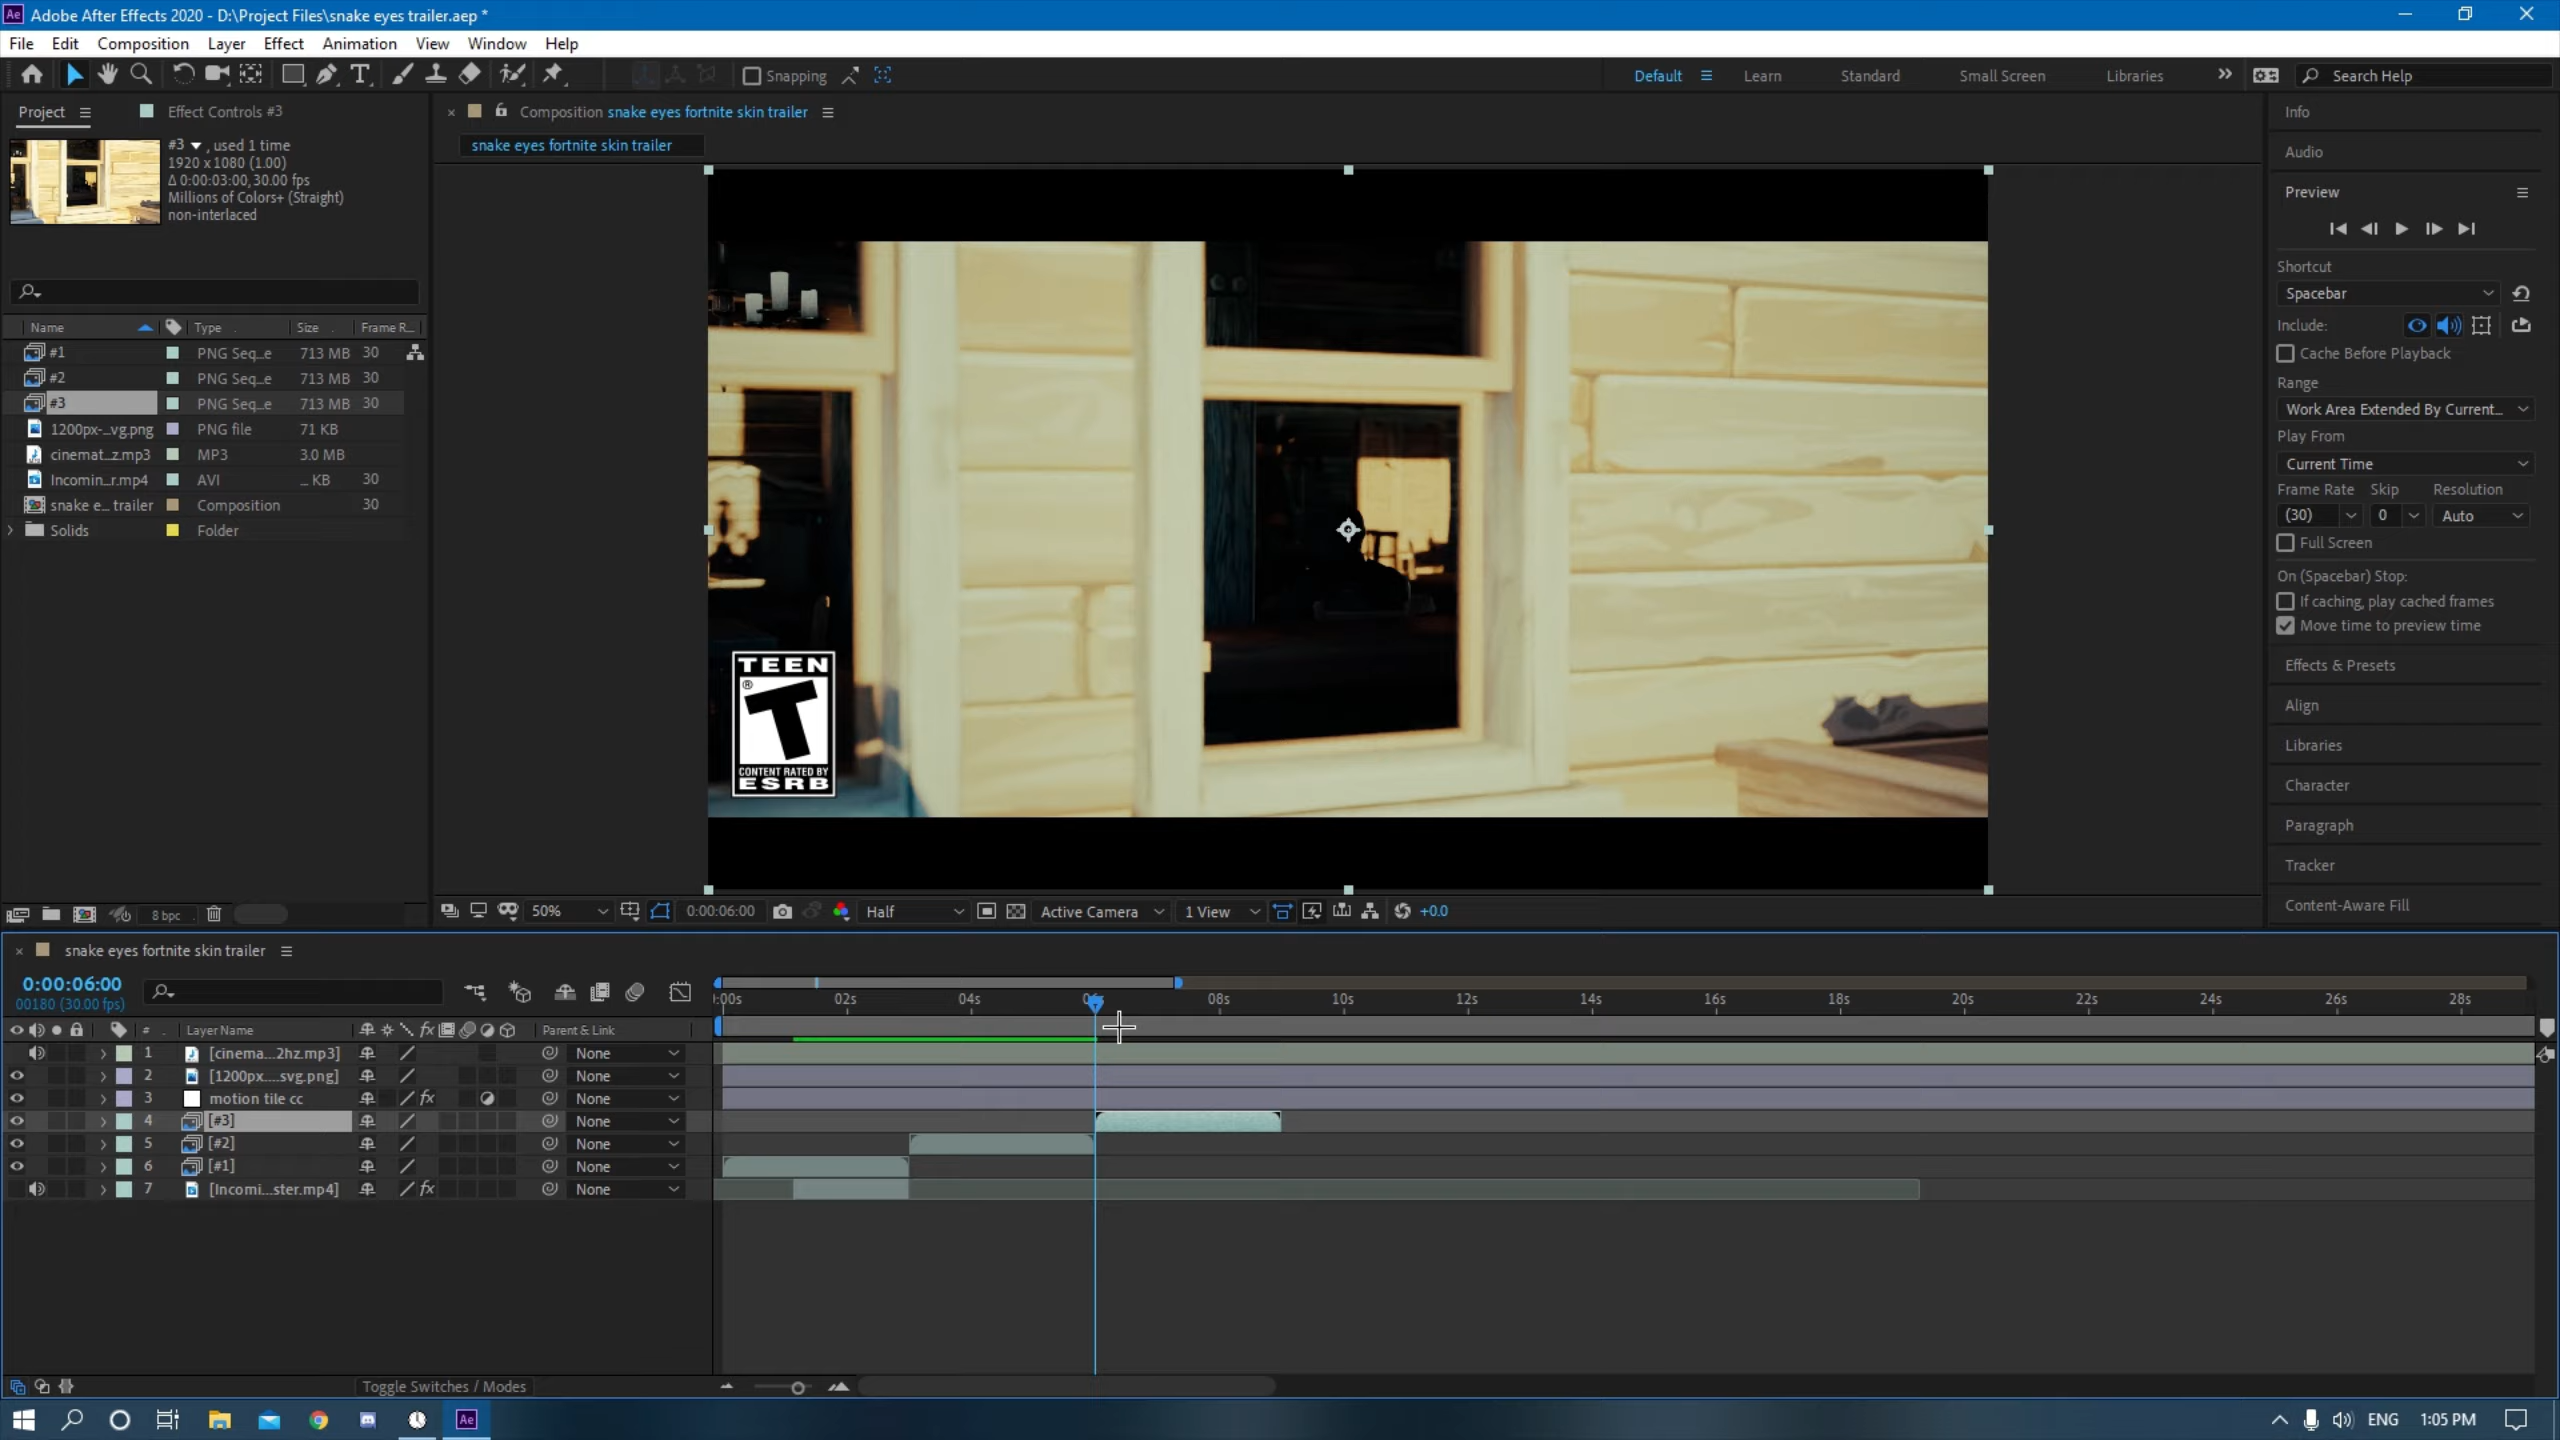 Adobe After Effects 2020 - D:\Project Files\snake eyes trailer.aep *
File Edit Composition Layer Effect Animation View Window Help
Snapping Default Learn Standard Small Screen Libraries Search Help
Project Effect Controls #3 Composition snake eyes fortnite skin trailer Info
snake eyes fortnite skin trailer
#3 , used 1 time
1920 x 1080 (1.00)
Δ 0:00:03:00, 30.00 fps
Millions of Colors+ (Straight)
non-interlaced
Name Type Size Frame R...
#1 PNG Seq...e 713 MB 30
#2 PNG Seq...e 713 MB 30
#3 PNG Seq...e 713 MB 30
1200px-...vg.png PNG file 71 KB
cinemat...z.mp3 MP3 3.0 MB
Incomin...r.mp4 AVI ... KB 30
snake e... trailer Composition 30
Solids Folder
8 bpc
TEEN
®
T
CONTENT RATED BY
ESRB
50% 0:00:06:00 Half Active Camera 1 View +0.0
Audio
Preview
Shortcut
Spacebar
Include:
Cache Before Playback
Range
Work Area Extended By Current...
Play From
Current Time
Frame Rate Skip Resolution
(30) 0 Auto
Full Screen
On (Spacebar) Stop:
If caching, play cached frames
Move time to preview time
Effects & Presets
Align
Libraries
Character
Paragraph
Tracker
Content-Aware Fill
snake eyes fortnite skin trailer
0:00:06:00
00180 (30.00 fps)
:00s 02s 04s 06s 08s 10s 12s 14s 16s 18s 20s 22s 24s 26s 28s
# Layer Name fx Parent & Link
1 [cinema...2hz.mp3] None
2 [1200px....svg.png] None
3 motion tile cc fx None
4 [#3] None
5 [#2] None
6 [#1] None
7 [Incomi...ster.mp4] fx None
Toggle Switches / Modes
Ae ENG 1:05 PM